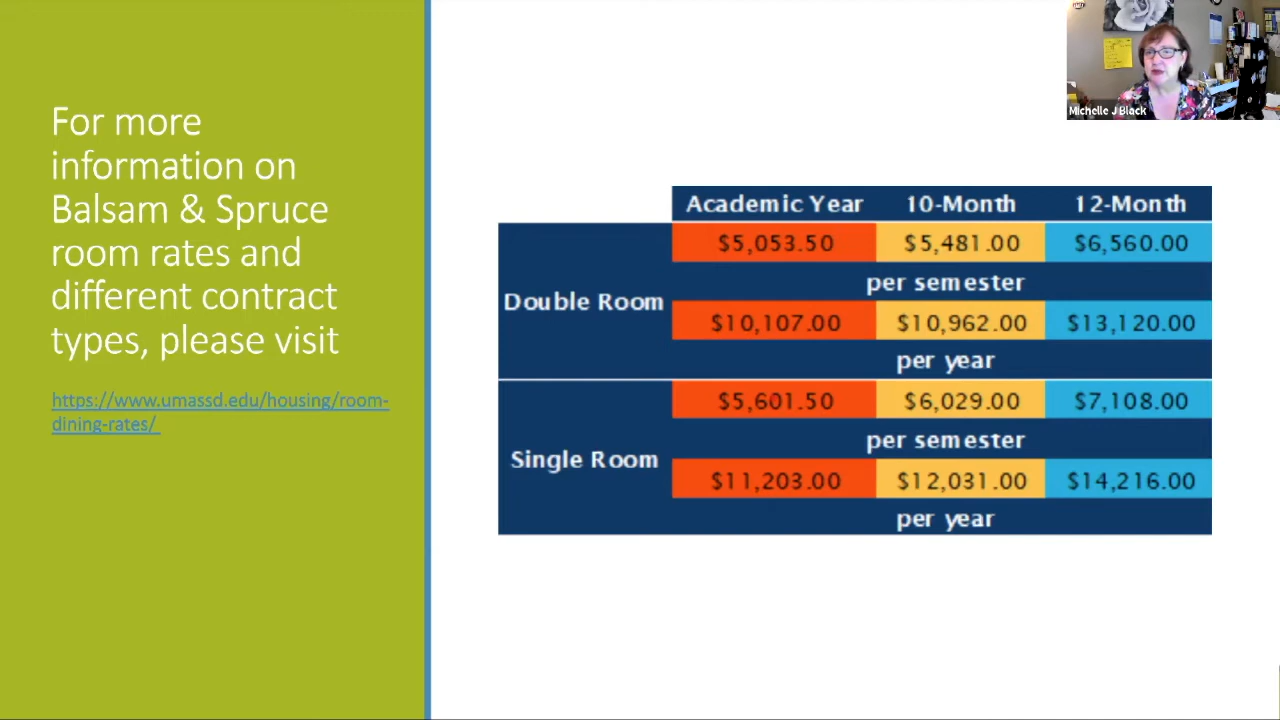 For more
information on
Balsam & Spruce
room rates and
different contract
types, please visit
https://www.umassd.edu/housing/room-
dining-rates/
Michelle J Black
Academic Year 10-Month 12-Month
Double Room
$5,053.50 $5,481.00 $6,560.00
per semester
$10,107.00 $10,962.00 $13,120.00
per year
Single Room
$5,601.50 $6,029.00 $7,108.00
per semester
$11,203.00 $12,031.00 $14,216.00
per year